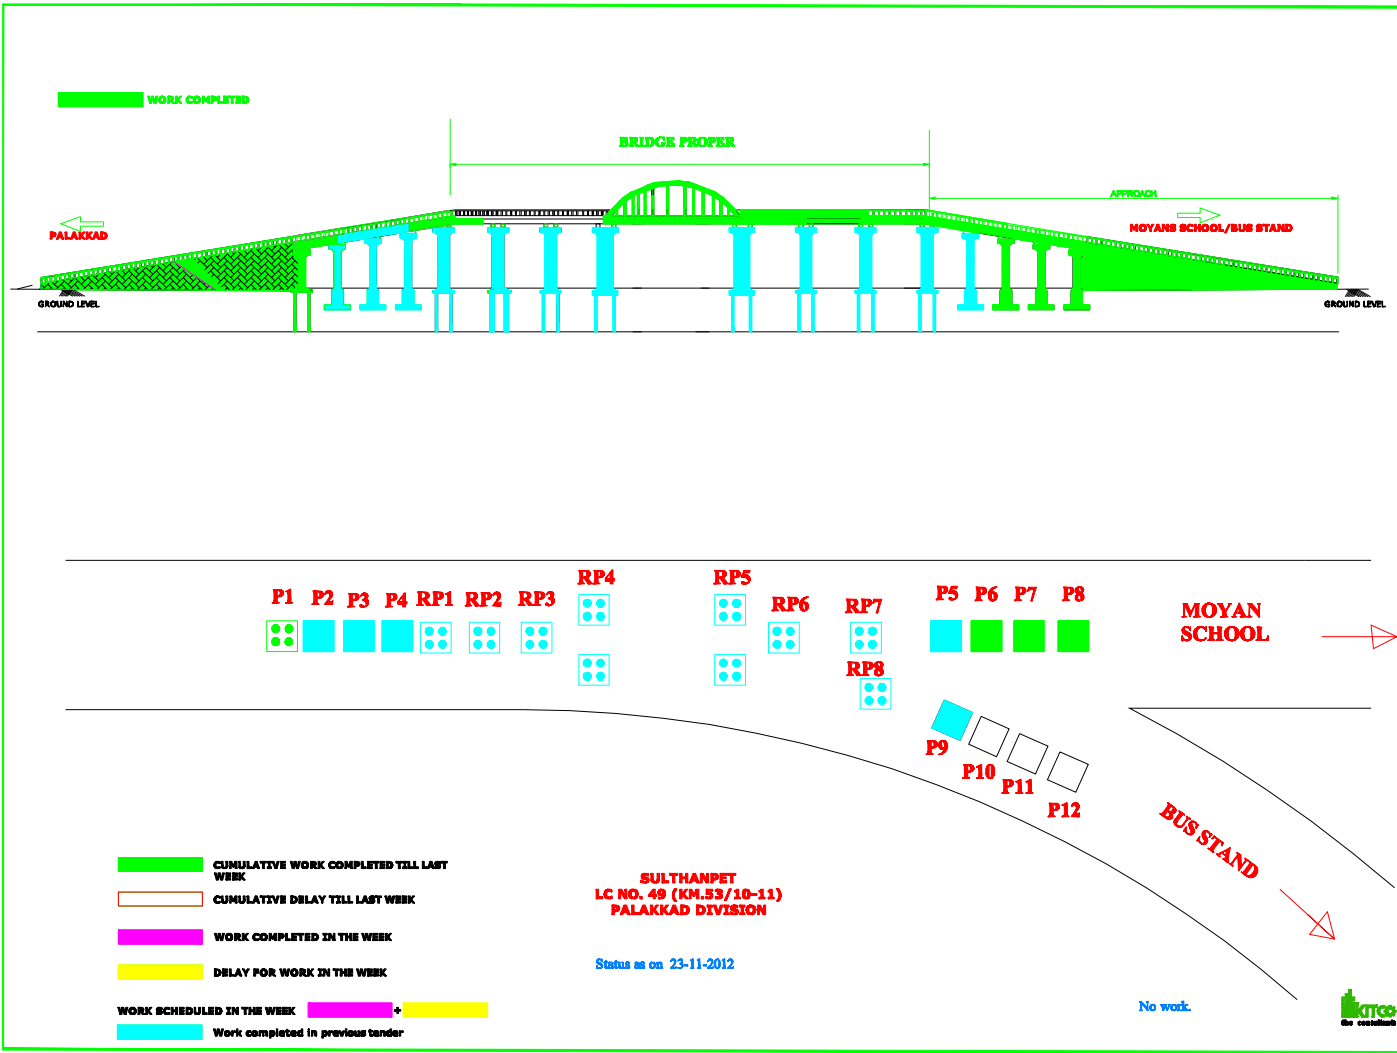 WORK COMPLETED
BRIDGE PROPER
APPROACH
PALAKKAD
MOYANS SCHOOL/BUS STAND
GROUND LEVEL
GROUND LEVEL
RP4
RP5
P1
P2
P3
P4
RP1
RP2
RP3
RP6
RP7
P5
P6
P7
P8
MOYAN
SCHOOL
RP8
P9
P10
P11
P12
BUS STAND
CUMULATIVE WORK COMPLETED TILL LAST
WEEK
CUMULATIVE DELAY TILL LAST WEEK
WORK COMPLETED IN THE WEEK
DELAY FOR WORK IN THE WEEK
WORK SCHEDULED IN THE WEEK +
Work completed in previous tender
SULTHANPET
LC NO. 49 (KM.53/10-11)
PALAKKAD DIVISION
Status as on 23-11-2012
No work.
KITCO
the consultants